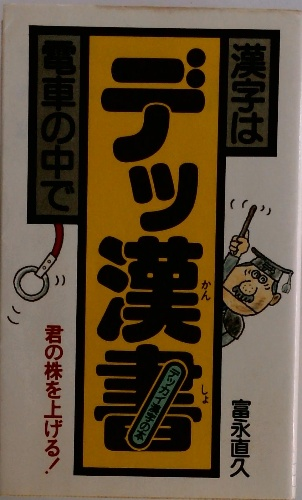 漢字は
電車の中で
デッ漢書
かん
しょ
デッカイ漢字の本
君の株を上げる!
富永直久